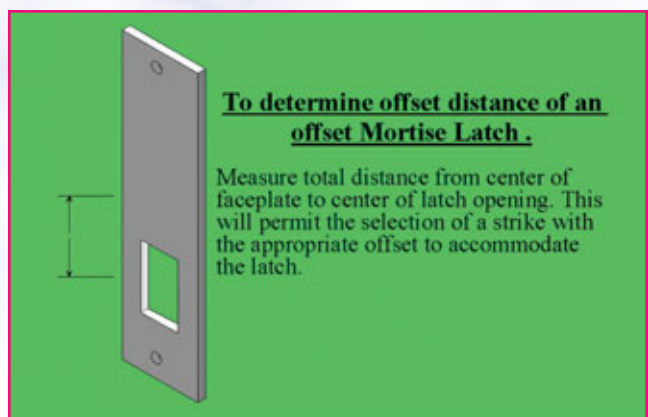 To determine offset distance of an
offset Mortise Latch .
Measure total distance from center of
faceplate to center of latch opening. This
will permit the selection of a strike with
the appropriate offset to accommodate
the latch.